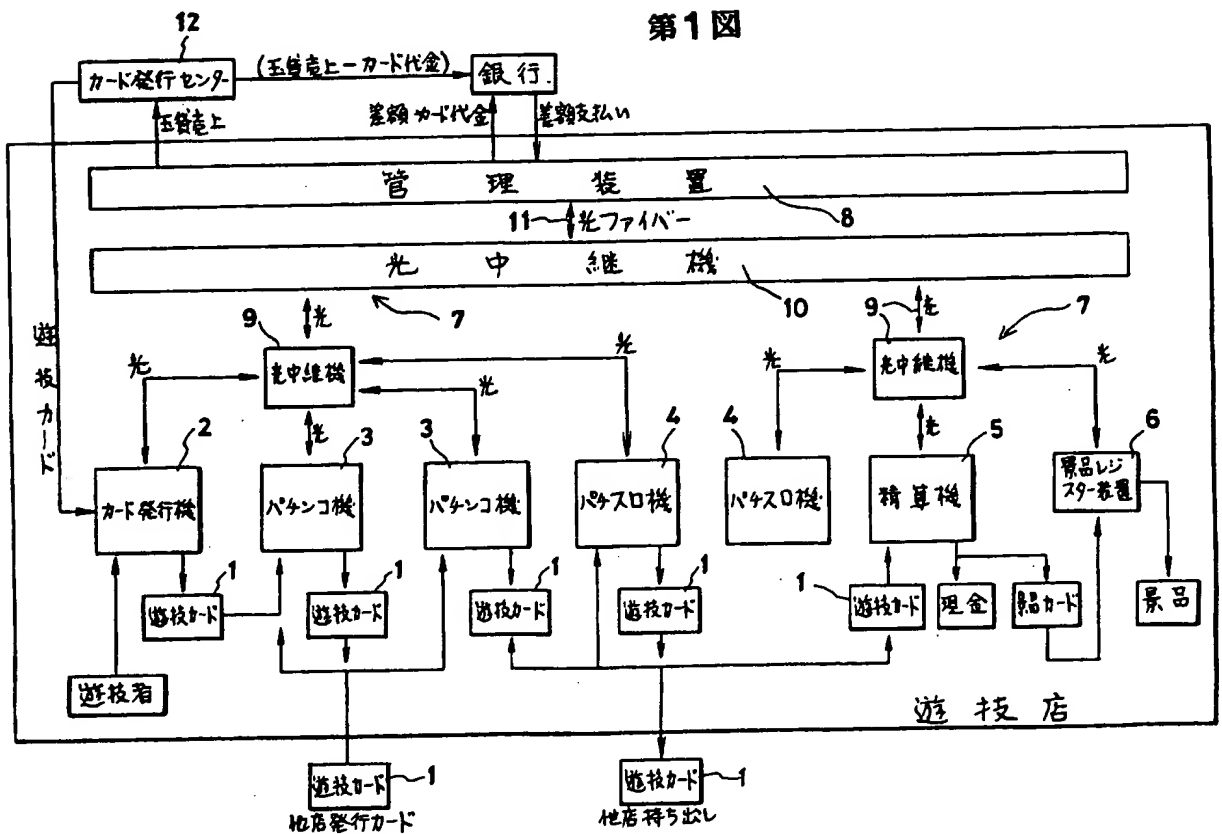 第1図
12
カード発行センター
(玉貸売上-カード代金)
銀行.
玉貸売上
差額カード代金
差額支払い
管理装置
8
11
光ファイバー
光中継機
10
光
7
9
光
7
9
光中継機
光
光
光
光
光中継機
光
光
光
遊技カード
2
カード発行機
3
パチンコ機
3
パチンコ機
4
パチスロ機
4
パチスロ機
5
精算機
6
景品レジ
スター装置
1
遊技カード
1
遊技カード
1
遊技カード
1
遊技カード
1
遊技カード
現金
景品カード
景品
遊技者
遊技店
遊技カード
1
他店発行カード
遊技カード
1
他店持ち出し